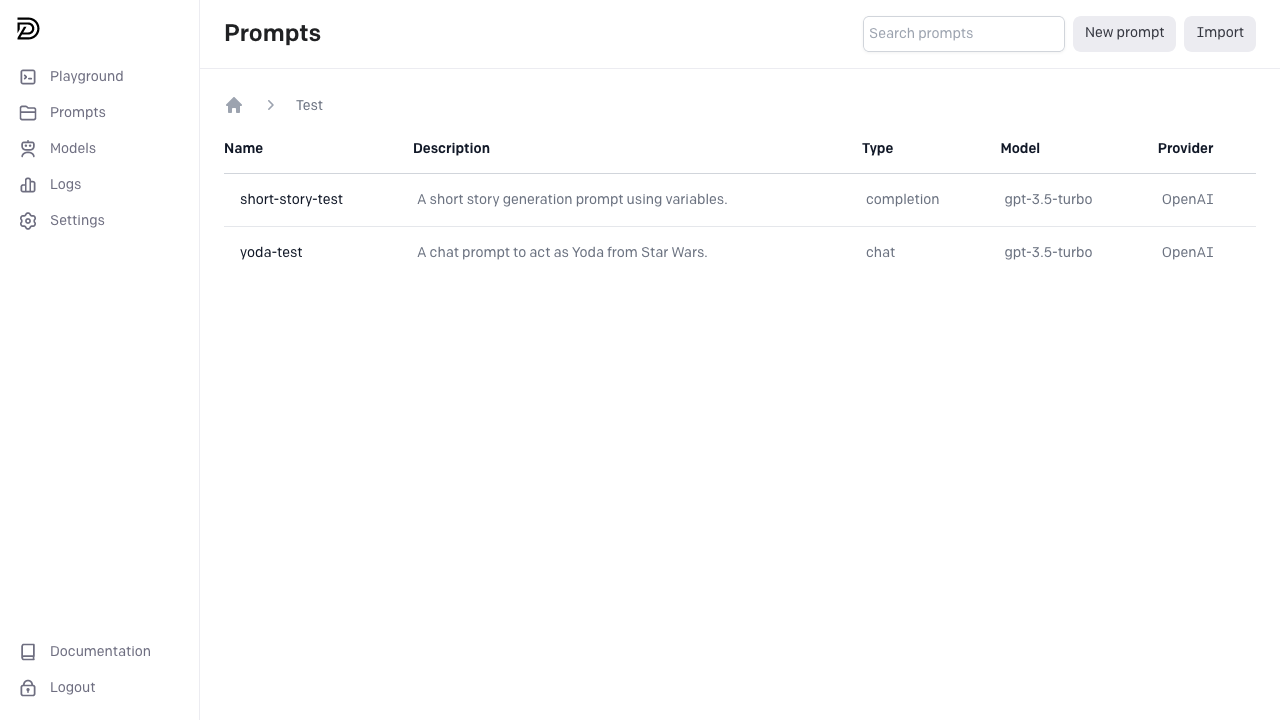 Prompts
Search prompts
New prompt
Import
Playground
Prompts
Models
Logs
Settings
Test
Name Description Type Model Provider
short-story-test A short story generation prompt using variables. completion gpt-3.5-turbo OpenAI
yoda-test A chat prompt to act as Yoda from Star Wars. chat gpt-3.5-turbo OpenAI
Documentation
Logout